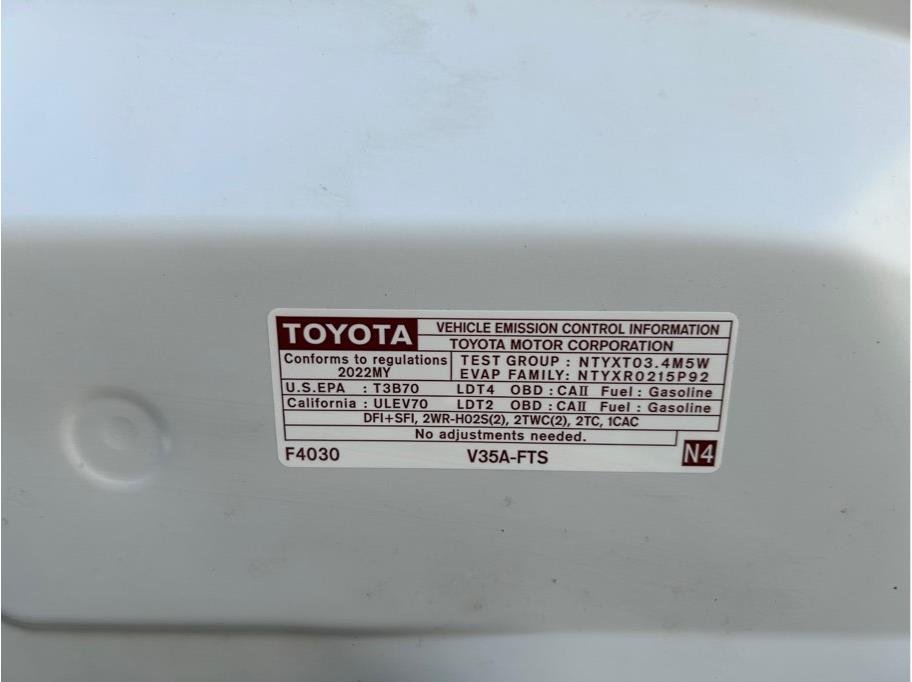 TOYOTA VEHICLE EMISSION CONTROL INFORMATION
TOYOTA MOTOR CORPORATION
Conforms to regulations TEST GROUP : NTYXT03.4M5W
2022MY EVAP FAMILY: NTYXR0215P92
U.S.EPA : T3B70 LDT4 OBD : CAII Fuel : Gasoline
California : ULEV70 LDT2 OBD : CAII Fuel : Gasoline
DFI+SFI, 2WR-HO2S(2), 2TWC(2), 2TC, 1CAC
No adjustments needed.
F4030 V35A-FTS N4